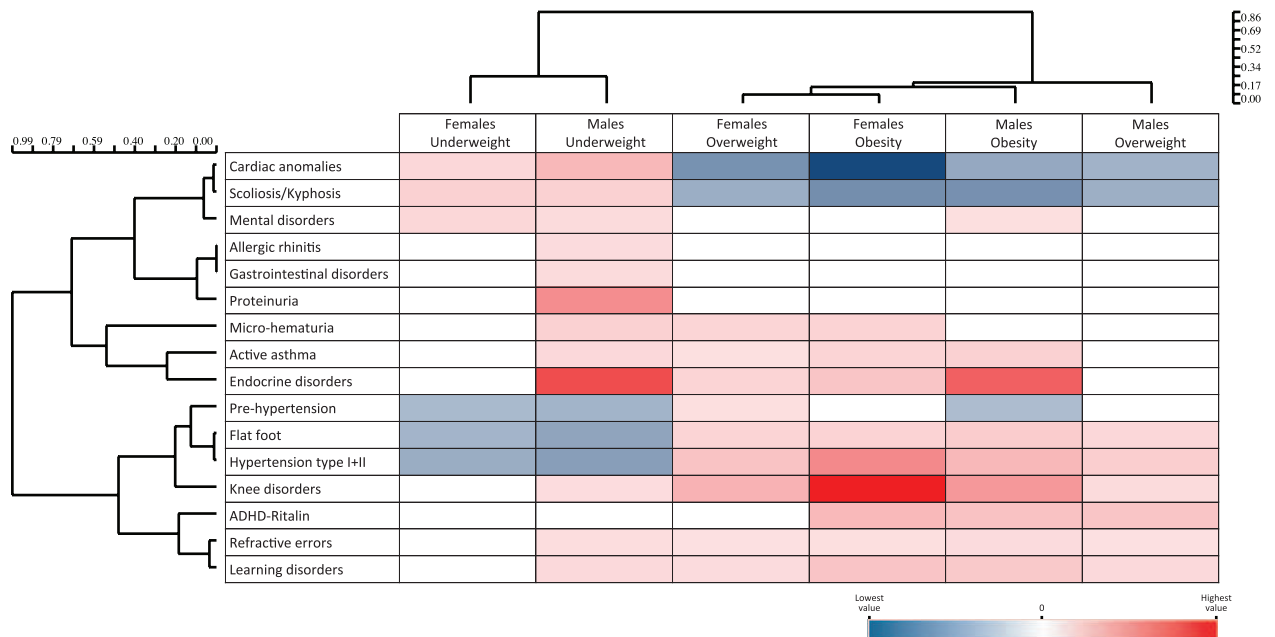 0.86
0.69
0.52
0.34
0.17
0.00
Females Underweight
Males Underweight
Females Overweight
Females Obesity
Males Obesity
Males Overweight
0.99 0.79 0.59 0.40 0.20 0.00
Cardiac anomalies
Scoliosis/Kyphosis
Mental disorders
Allergic rhinitis
Gastrointestinal disorders
Proteinuria
Micro-hematuria
Active asthma
Endocrine disorders
Pre-hypertension
Flat foot
Hypertension type I+II
Knee disorders
ADHD-Ritalin
Refractive errors
Learning disorders
Lowest value
0
Highest value